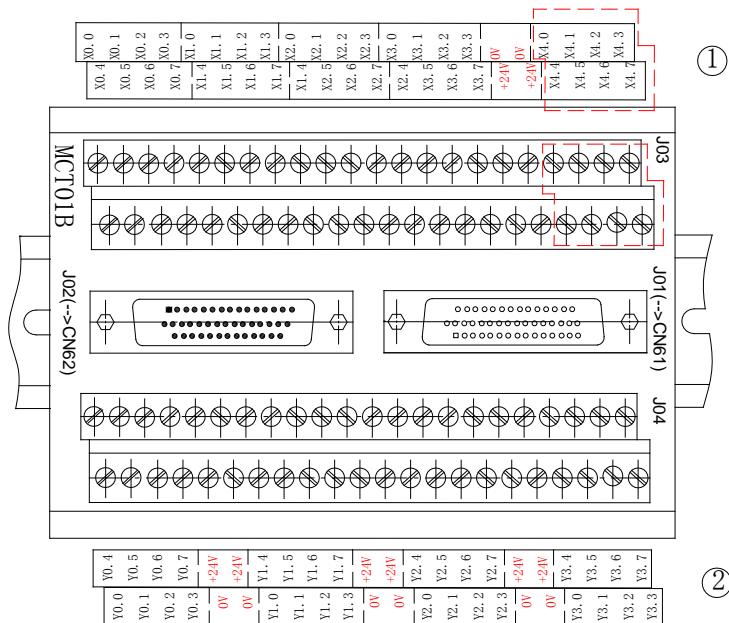 X0.0 X0.1 X0.2 X0.3 X1.0 X1.1 X1.2 X1.3 X2.0 X2.1 X2.2 X2.3 X3.0 X3.1 X3.2 X3.3 0V 0V X4.0 X4.1 X4.2 X4.3
X0.4 X0.5 X0.6 X0.7 X1.4 X1.5 X1.6 X1.7 X1.4 X2.5 X2.6 X2.7 X2.4 X3.5 X3.6 X3.7 +24V +24V X4.4 X4.5 X4.6 X4.7
①
MCT01B
J03
J02(-->CN62)
J01(-->CN61)
J04
Y0.4 Y0.5 Y0.6 Y0.7 +24V +24V Y1.4 Y1.5 Y1.6 Y1.7 +24V +24V Y2.4 Y2.5 Y2.6 Y2.7 +24V +24V Y3.4 Y3.5 Y3.6 Y3.7
Y0.0 Y0.1 Y0.2 Y0.3 0V 0V Y1.0 Y1.1 Y1.2 Y1.3 0V 0V Y2.0 Y2.1 Y2.2 Y2.3 0V 0V Y3.0 Y3.1 Y3.2 Y3.3
②